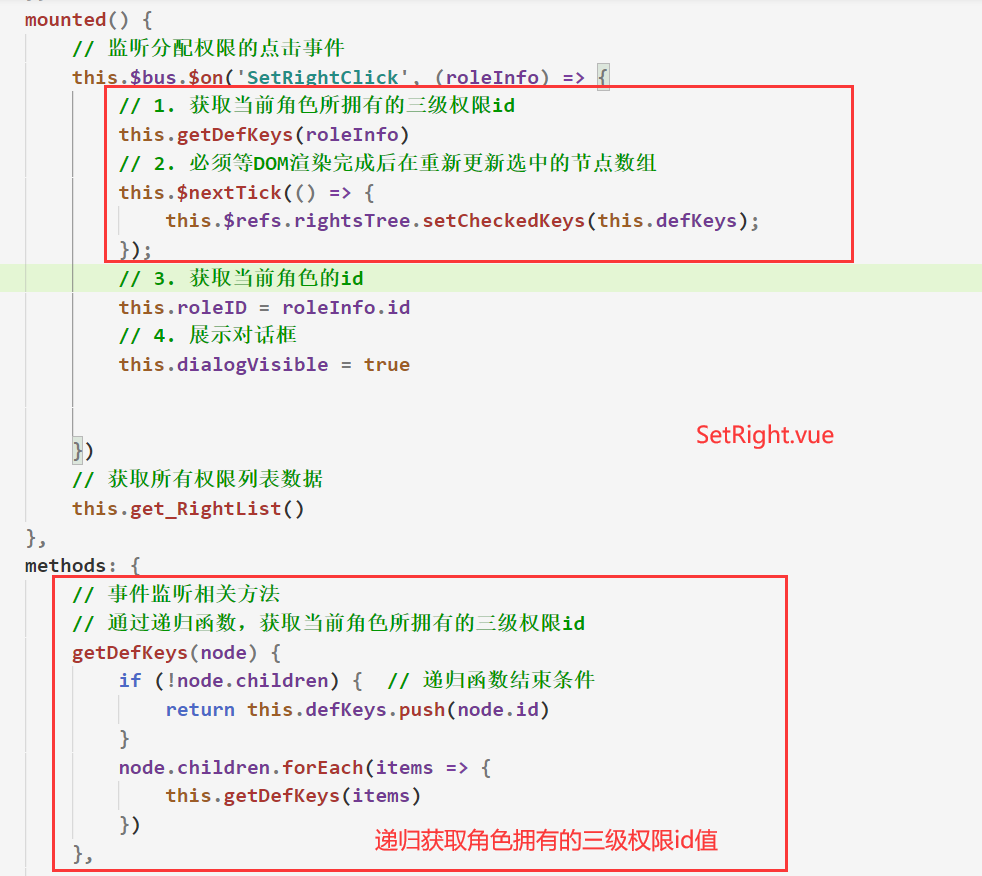 mounted() {
// 监听分配权限的点击事件
this.$bus.$on('SetRightClick', (roleInfo) => {
// 1. 获取当前角色所拥有的三级权限id
this.getDefKeys(roleInfo)
// 2. 必须等DOM渲染完成后在重新更新选中的节点数组
this.$nextTick(() => {
this.$refs.rightsTree.setCheckedKeys(this.defKeys);
});
// 3. 获取当前角色的id
this.roleID = roleInfo.id
// 4. 展示对话框
this.dialogVisible = true
SetRight.vue
})
// 获取所有权限列表数据
this.get_RightList()
},
methods: {
// 事件监听相关方法
// 通过递归函数，获取当前角色所拥有的三级权限id
getDefKeys(node) {
if (!node.children) {  // 递归函数结束条件
return this.defKeys.push(node.id)
}
node.children.forEach(items => {
this.getDefKeys(items)
})
递归获取角色拥有的三级权限id值
},